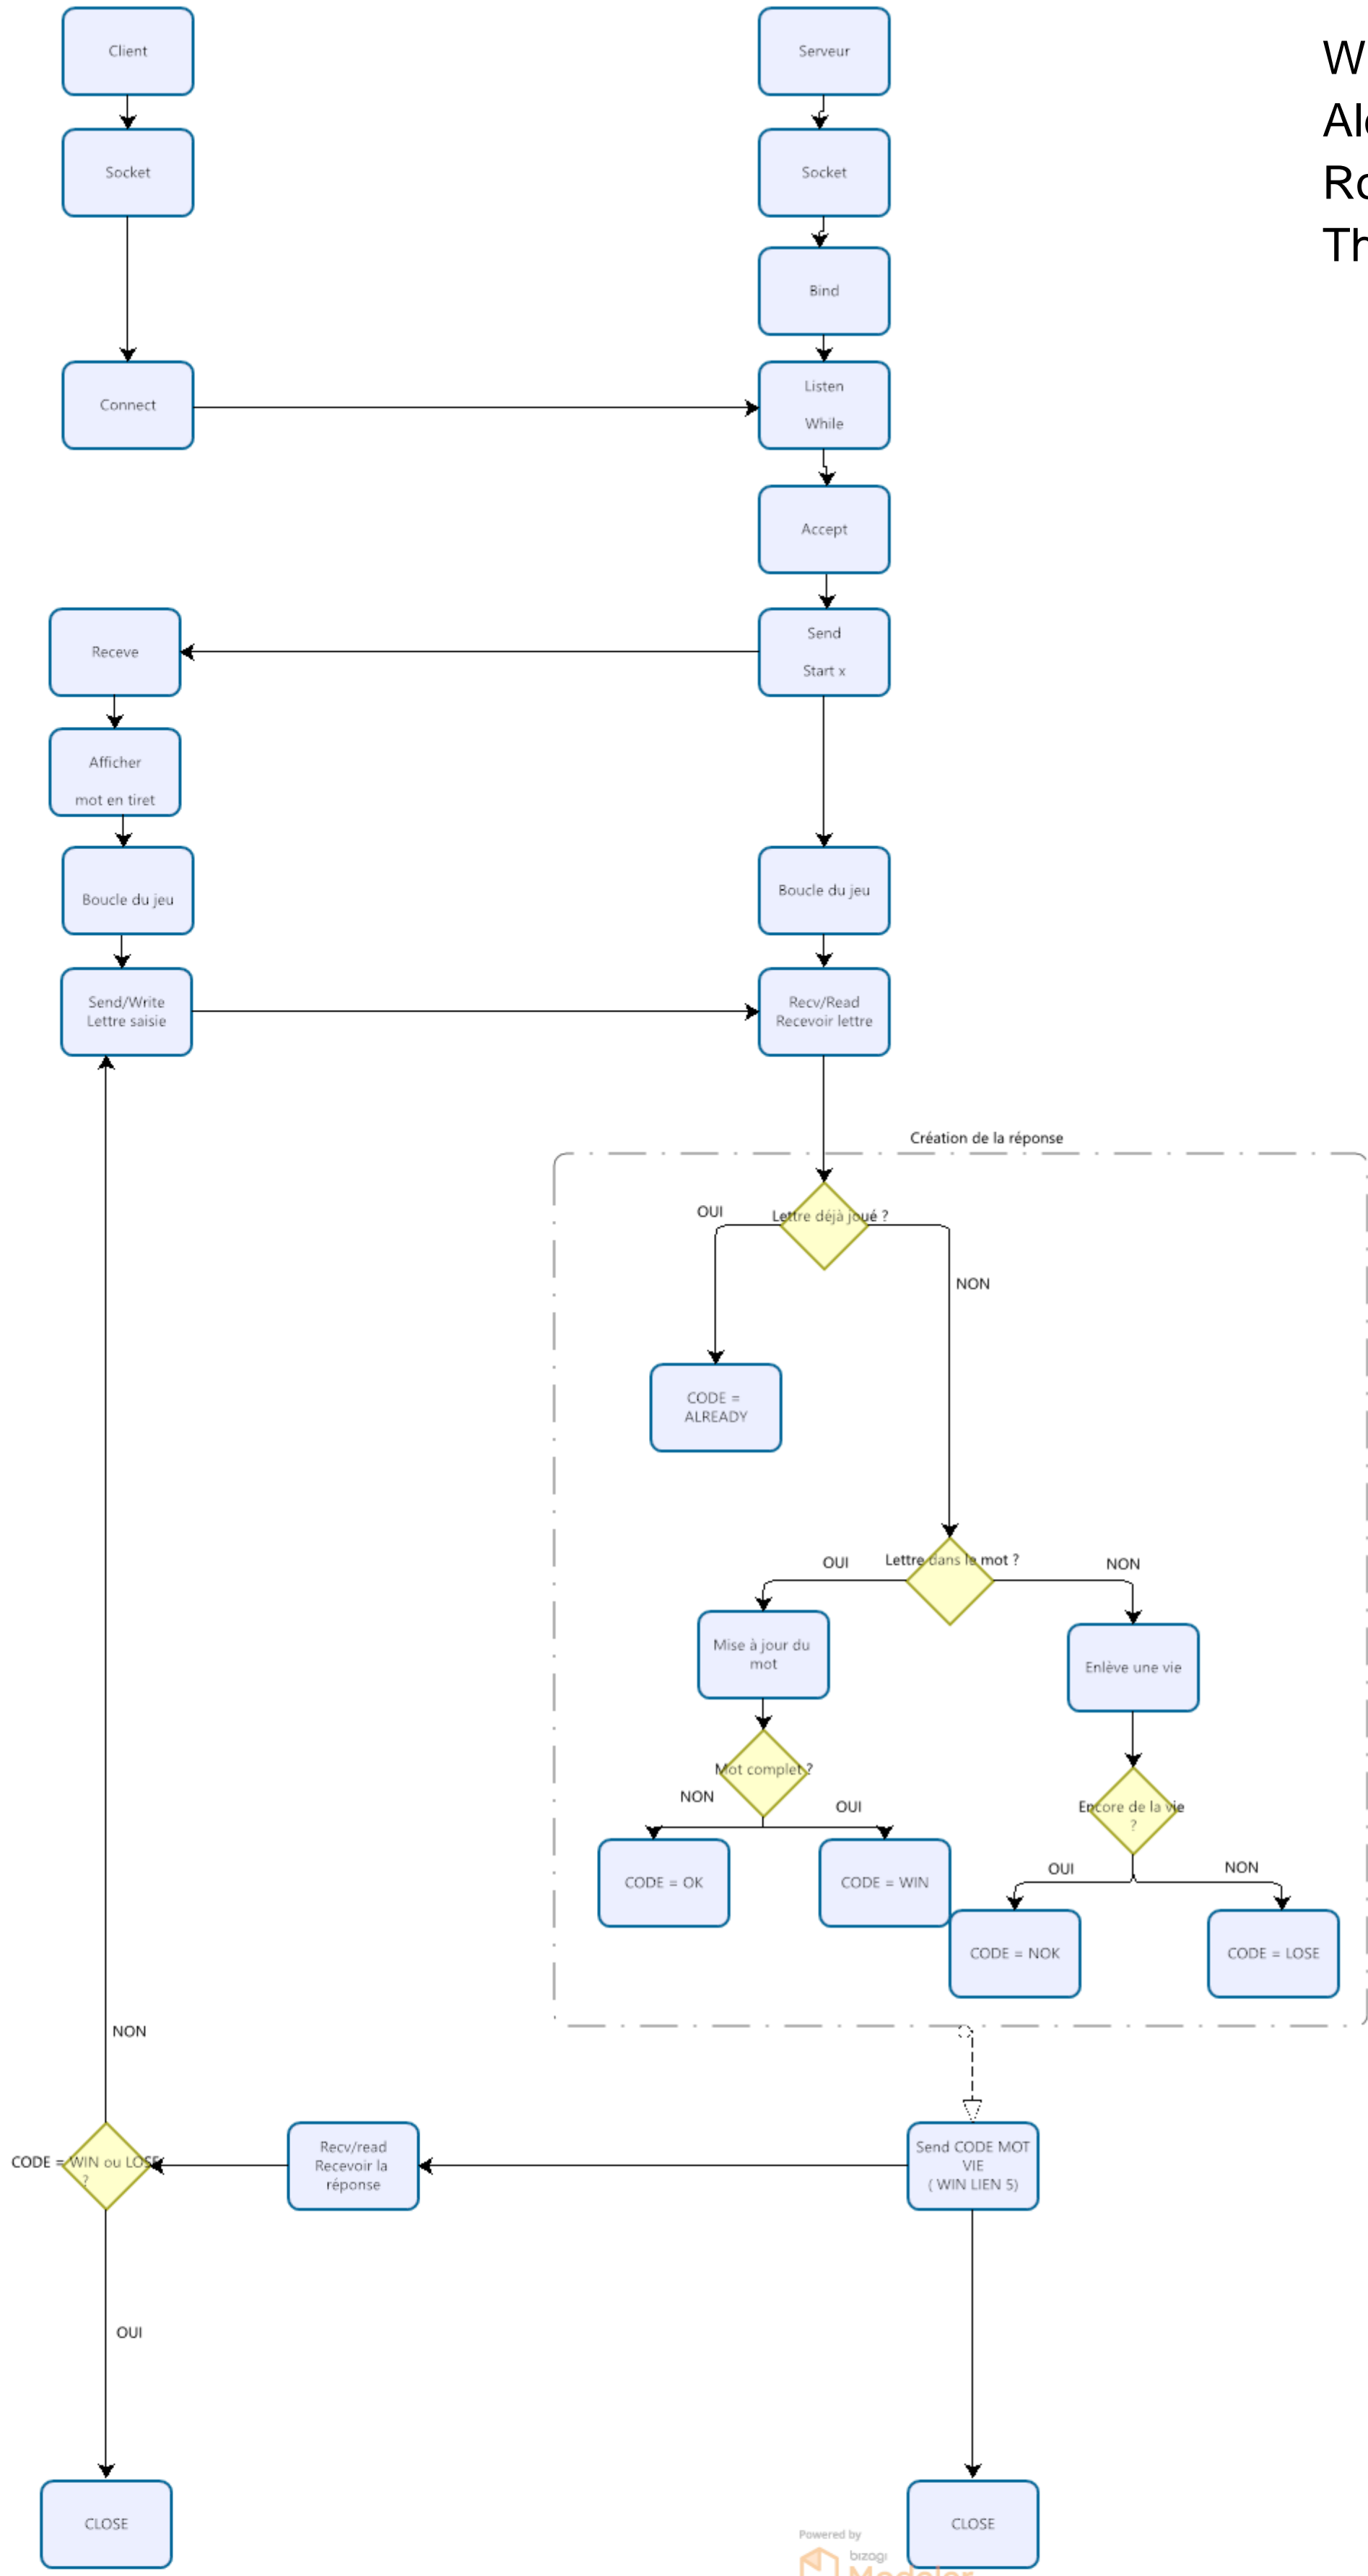 Client
Serveur
Socket
Socket
Bind
Connect
Listen
While
Accept
Receve
Send
Start x
Afficher
mot en tiret
Boucle du jeu
Boucle du jeu
Send/Write
Lettre saisie
Recv/Read
Recevoir lettre
Création de la réponse
OUI
Lettre déjà joué ?
NON
CODE =
ALREADY
OUI
Lettre dans le mot ?
NON
Mise à jour du
mot
Enlève une vie
Mot complet ?
NON
OUI
Encore de la vie
?
OUI
NON
CODE = OK
CODE = WIN
CODE = NOK
CODE = LOSE
NON
CODE = WIN ou LOSE
?
Recv/read
Recevoir la
réponse
Send CODE MOT
VIE
( WIN LIEN 5)
OUI
CLOSE
CLOSE
Powered by
bizagi
Modeler